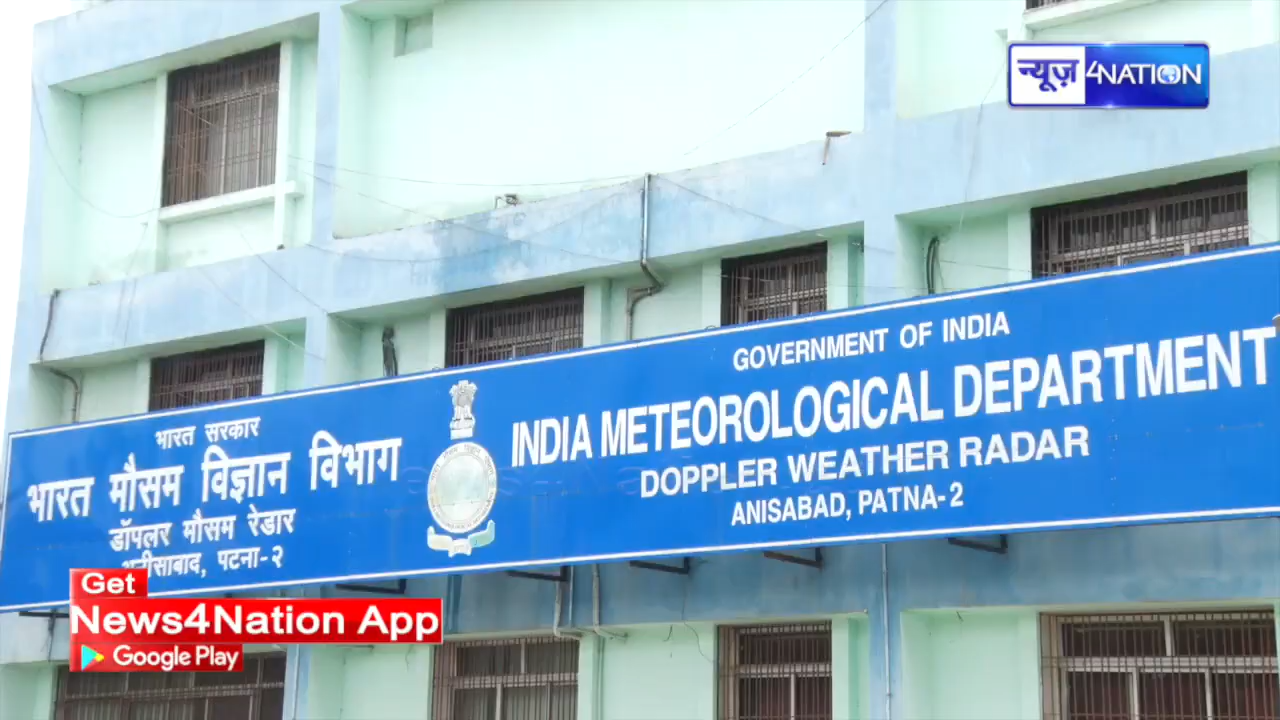 न्यूज़ 4NATION
भारत सरकार
भारत मौसम विज्ञान विभाग
डॉपलर मौसम रेडार
पटना-२
GOVERNMENT OF INDIA
INDIA METEOROLOGICAL DEPARTMENT
DOPPLER WEATHER RADAR
ANISABAD, PATNA-2
Get
News4Nation App
Google Play